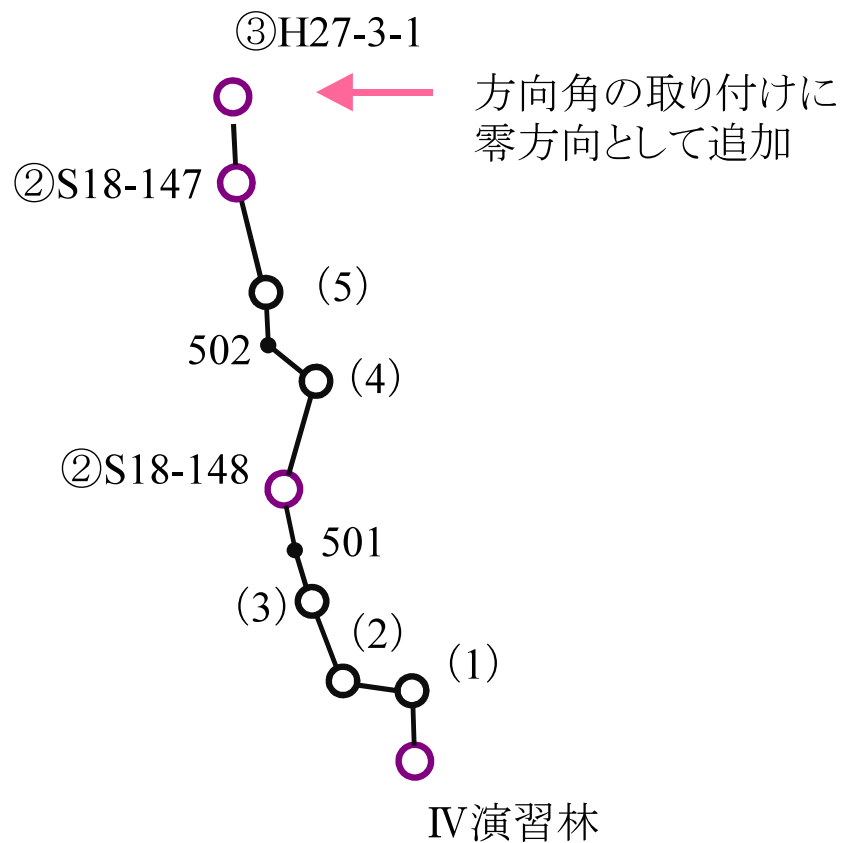 ③H27-3-1
方向角の取り付けに
零方向として追加
②S18-147
(5)
502
(4)
②S18-148
501
(3)
(2)
(1)
Ⅳ演習林